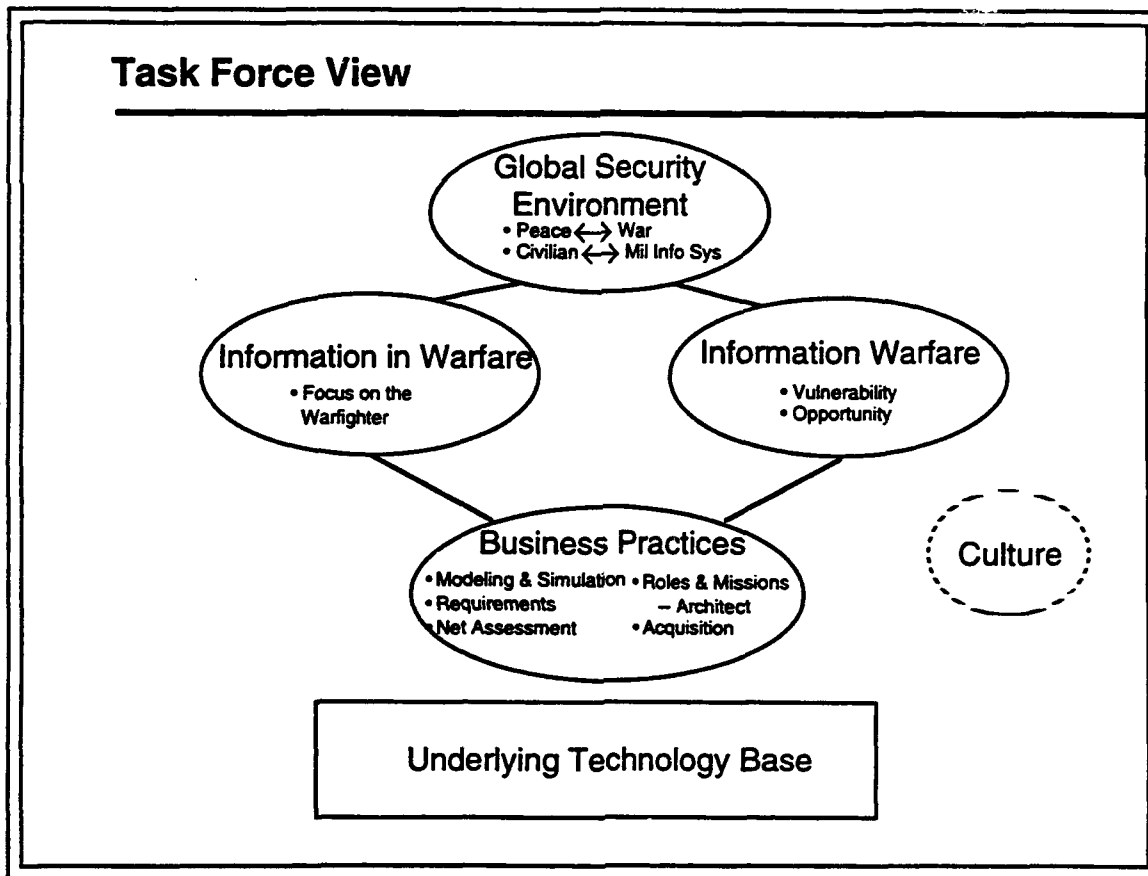 Task Force View
Global Security
Environment
• Peace ↔ War
• Civilian ↔ Mil Info Sys
Information in Warfare
• Focus on the
Warfighter
Information Warfare
• Vulnerability
• Opportunity
Business Practices
• Modeling & Simulation
• Requirements
• Net Assessment
• Roles & Missions
– Architect
• Acquisition
Culture
Underlying Technology Base